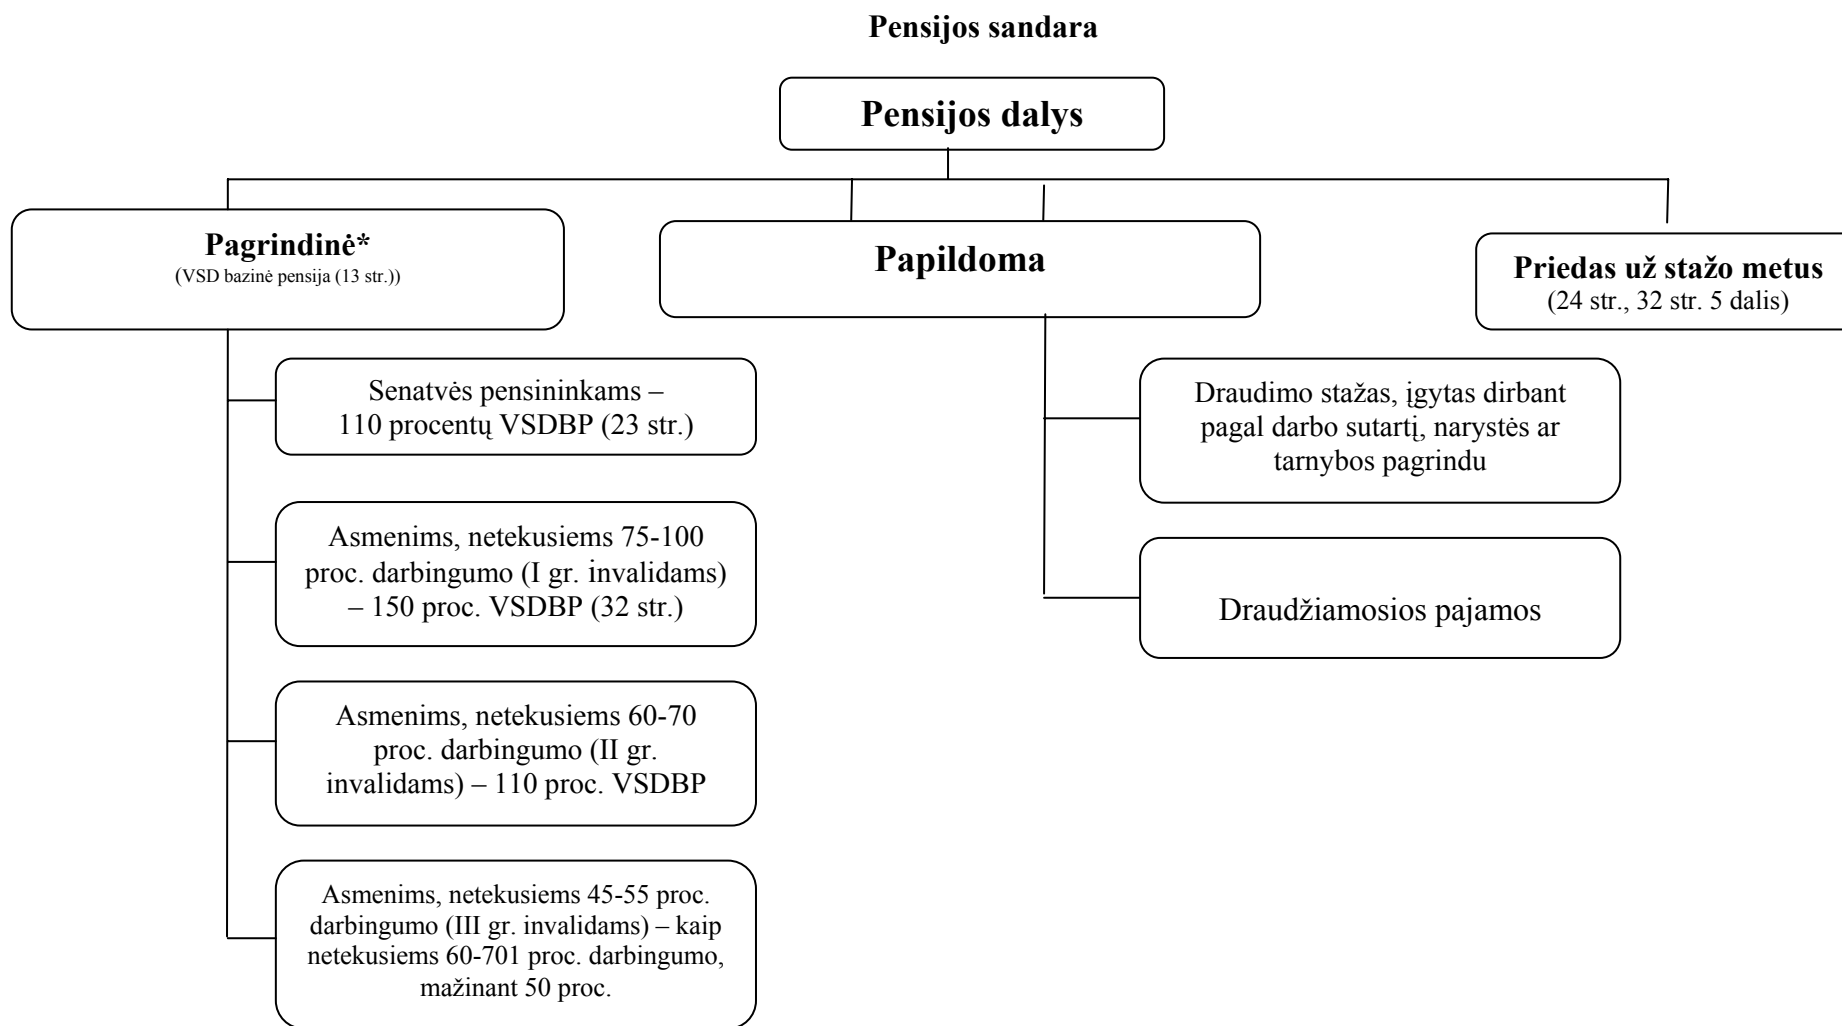 Pensijos sandara
Pensijos dalys
Pagrindinė*
(VSD bazinė pensija (13 str.))
Papildoma
Priedas už stažo metus
(24 str., 32 str. 5 dalis)
Senatvės pensininkams –
110 procentų VSDBP (23 str.)
Asmenims, netekusiems 75-100
proc. darbingumo (I gr. invalidams)
– 150 proc. VSDBP (32 str.)
Asmenims, netekusiems 60-70
proc. darbingumo (II gr.
invalidams) – 110 proc. VSDBP
Asmenims, netekusiems 45-55 proc.
darbingumo (III gr. invalidams) – kaip
netekusiems 60-701 proc. darbingumo,
mažinant 50 proc.
Draudimo stažas, įgytas dirbant
pagal darbo sutartį, narystės ar
tarnybos pagrindu
Draudžiamosios pajamos